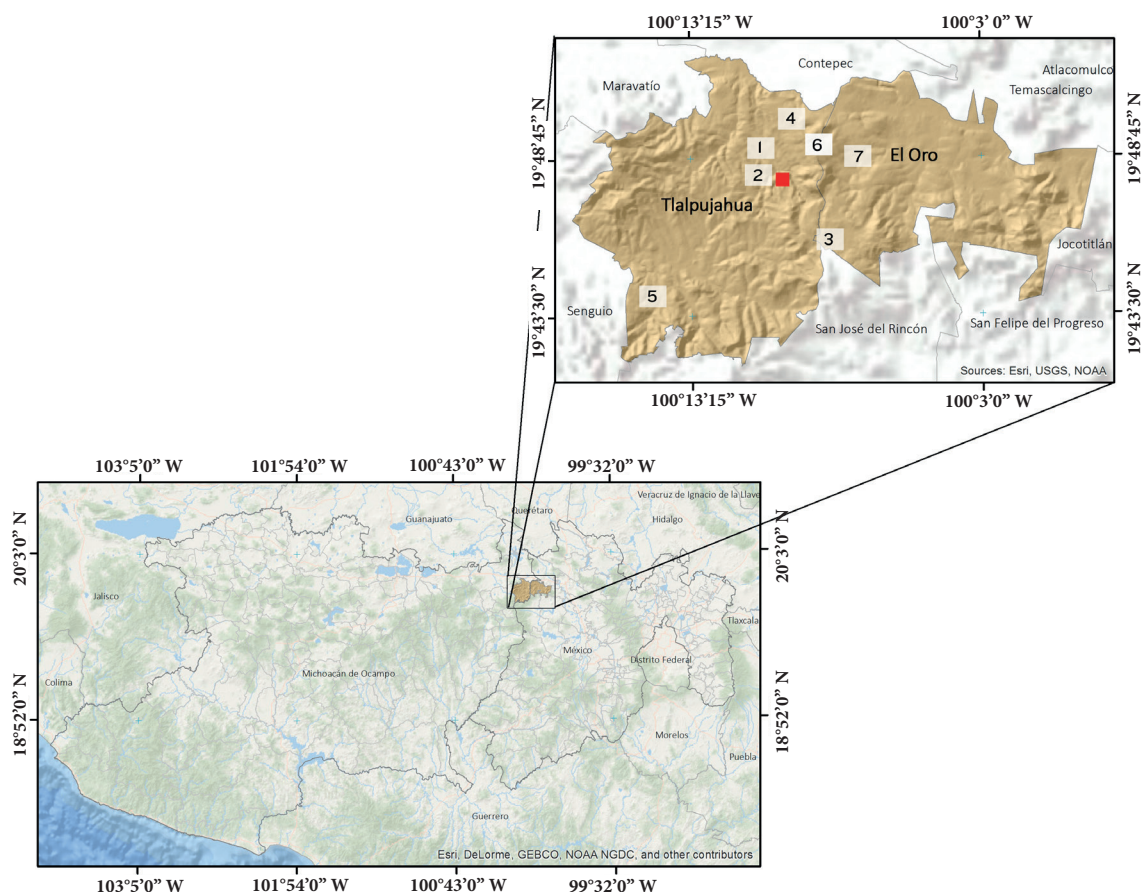 100°13’15” W
100°3’ 0” W
Contepec
Atlacomulco
Maravatío
Temascalcingo
19°48’45” N
19°48’45” N
4
6
1
7
El Oro
2
Tlalpujahua
3
Jocotitlán
5
Senguio
San José del Rincón
San Felipe del Progreso
19°43’30” N
19°43’30” N
Sources: Esri, USGS, NOAA
100°13’15” W
100°3’0” W
103°5’0” W
101°54’0” W
100°43’0” W
99°32’0” W
Veracruz de Ignacio de la Llave
Querétaro
Guanajuato
Hidalgo
20°3’0” N
20°3’0” N
Jalisco
Tlaxcala
México
Distrito Federal
Michoacán de Ocampo
Colima
18°52’0” N
18°52’0” N
Morelos
Puebla
Guerrero
Esri, DeLorme, GEBCO, NOAA NGDC, and other contributors
103°5’0” W
101°54’0” W
100°43’0” W
99°32’0” W